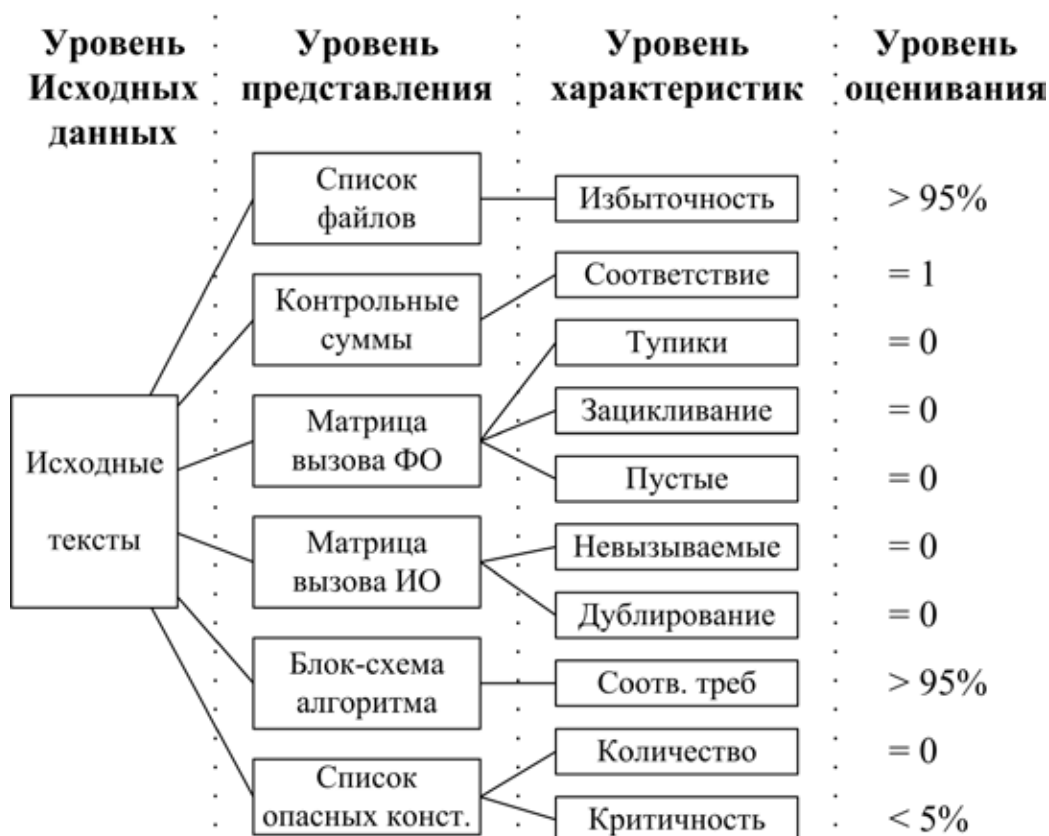 Уровень
Исходных
данных
Уровень
представления
Уровень
характеристик
Уровень
оценивания
Исходные
тексты
Список
файлов
Контрольные
суммы
Матрица
вызова ФО
Матрица
вызова ИО
Блок-схема
алгоритма
Список
опасных конст.
Избыточность
Соответствие
Тупики
Зацикливание
Пустые
Невызываемые
Дублирование
Соотв. треб
Количество
Критичность
> 95%
= 1
= 0
= 0
= 0
= 0
= 0
> 95%
= 0
< 5%